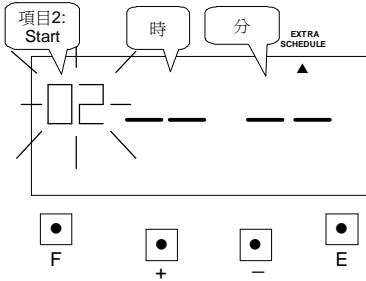 項目2:
Start
時
分
EXTRA
SCHEDULE
02 -- --
F
+
－
E